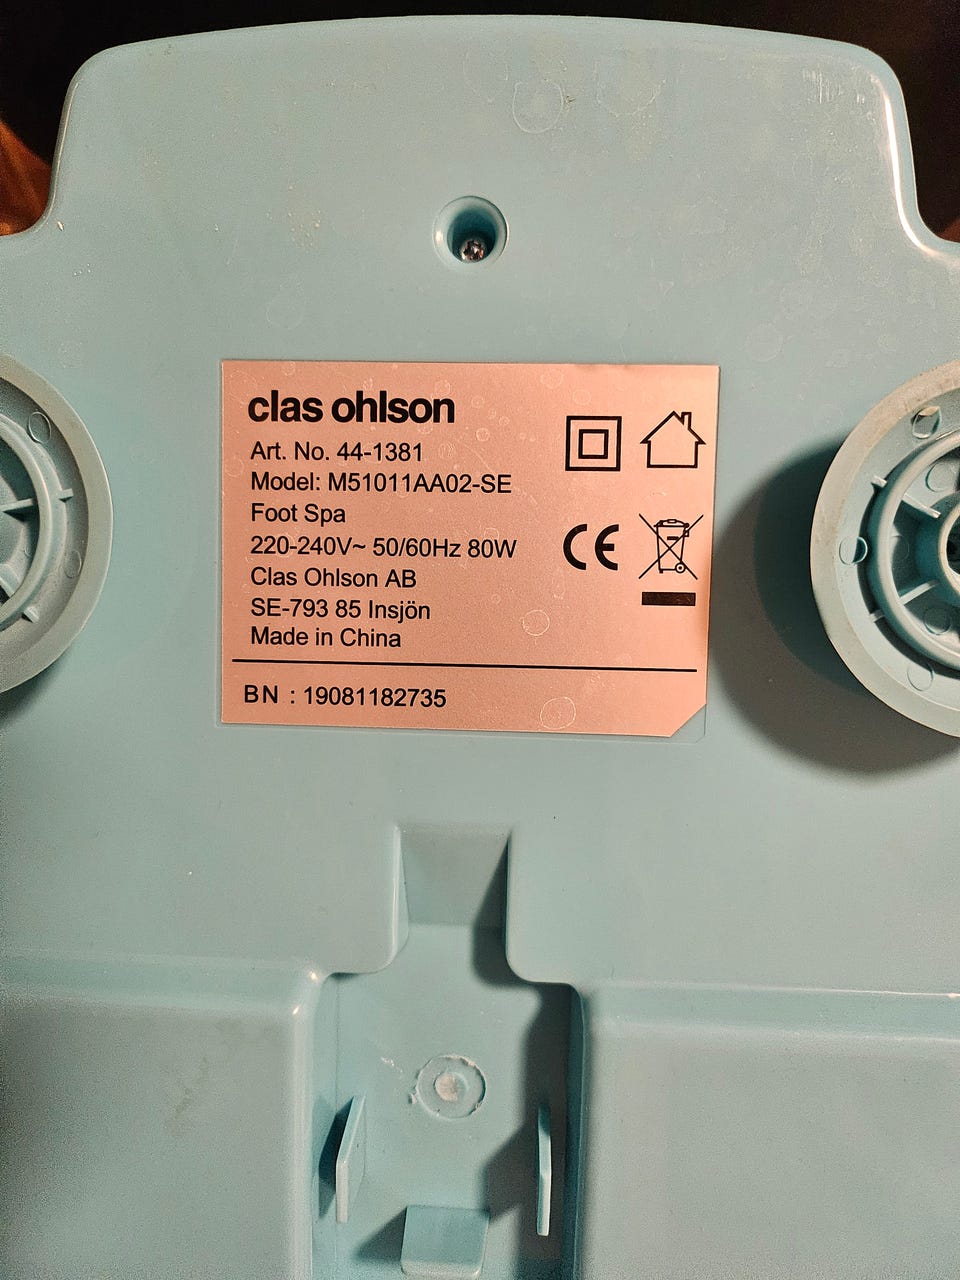 clas ohlson
Art. No. 44-1381
Model: M51011AA02-SE
Foot Spa
220-240V~ 50/60Hz 80W
Clas Ohlson AB
SE-793 85 Insjön
Made in China
CE
BN : 19081182735